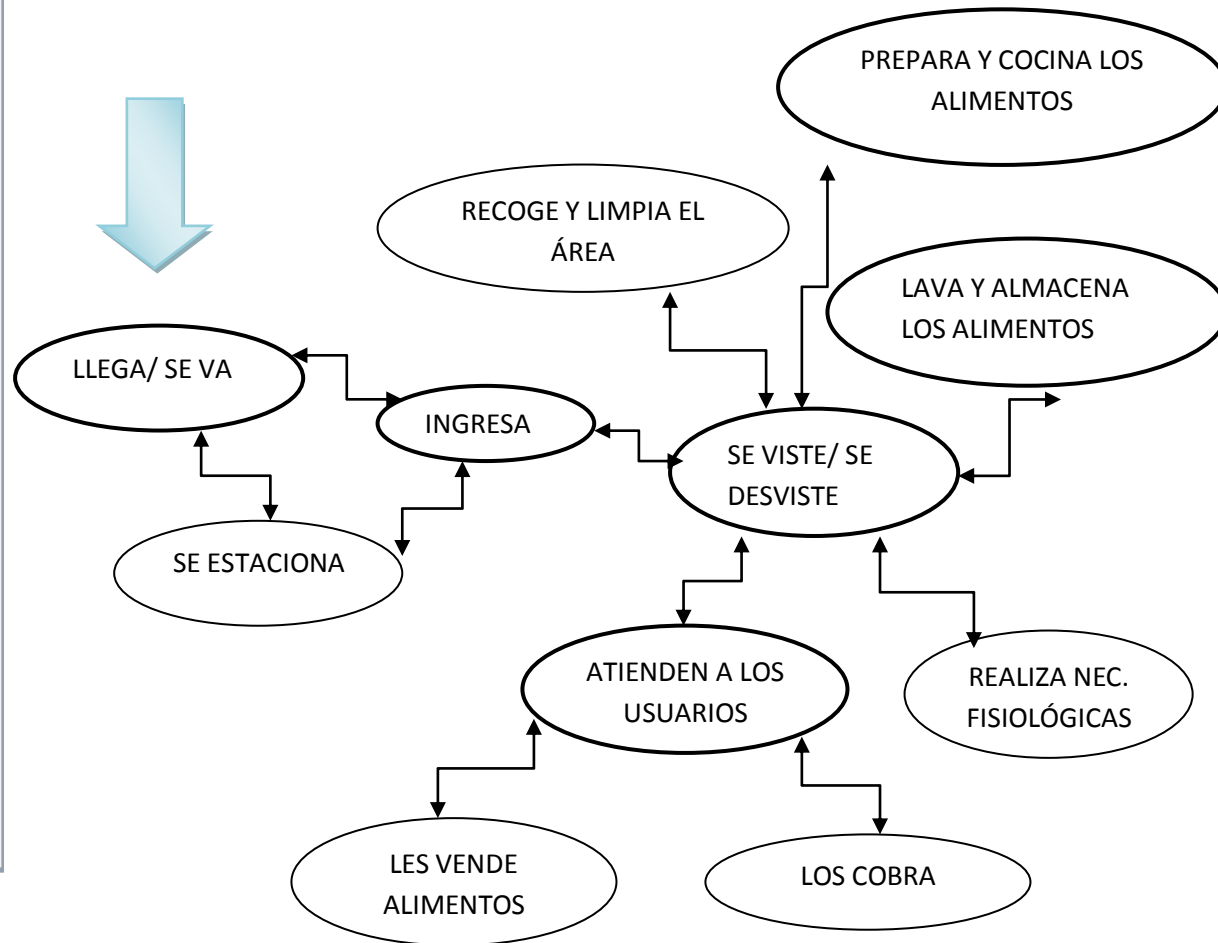 PREPARA Y COCINA LOS
ALIMENTOS
RECOGE Y LIMPIA EL
ÁREA
LAVA Y ALMACENA
LOS ALIMENTOS
LLEGA/ SE VA
INGRESA
SE VISTE/ SE
DESVISTE
SE ESTACIONA
ATIENDEN A LOS
USUARIOS
REALIZA NEC.
FISIOLÓGICAS
LES VENDE
ALIMENTOS
LOS COBRA